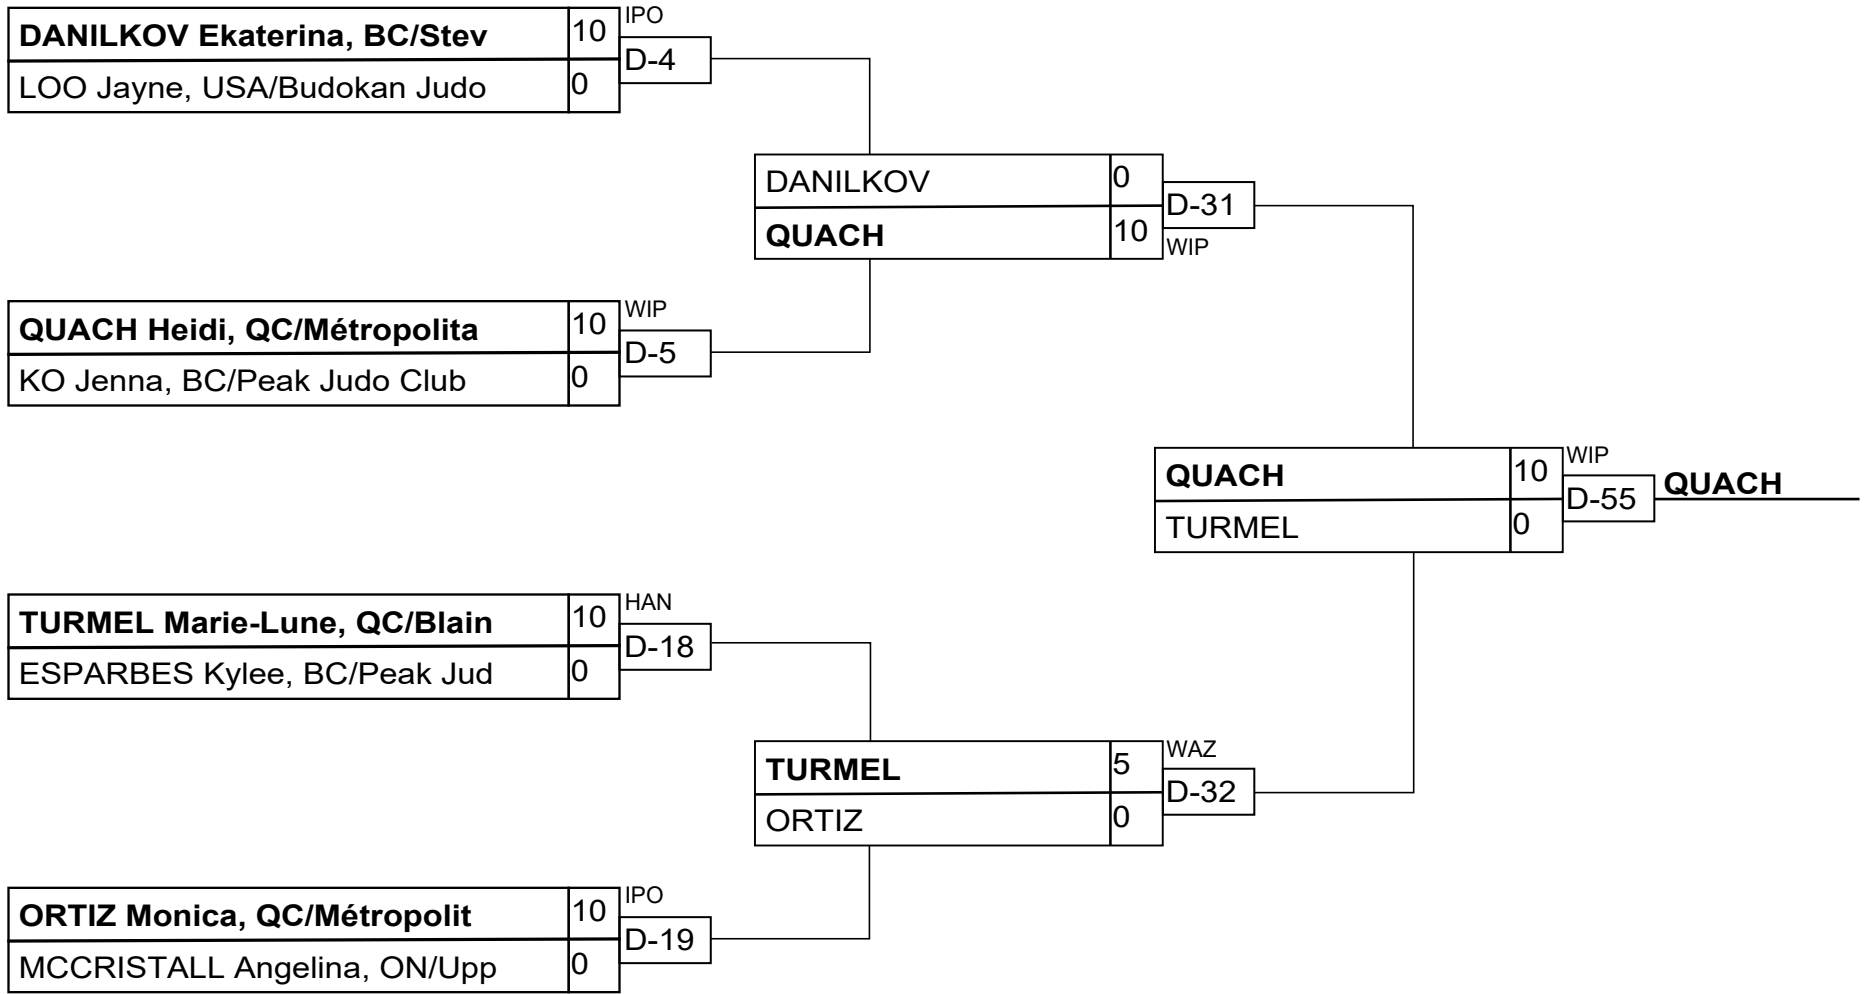 DANILKOV Ekaterina, BC/Stev 10 IPO
D-4
LOO Jayne, USA/Budokan Judo 0
DANILKOV 0
D-31
QUACH 10 WIP
QUACH Heidi, QC/Métropolita 10 WIP
D-5
KO Jenna, BC/Peak Judo Club 0
QUACH 10 WIP
D-55 QUACH
TURMEL 0
TURMEL Marie-Lune, QC/Blain 10 HAN
D-18
ESPARBES Kylee, BC/Peak Jud 0
TURMEL 5 WAZ
D-32
ORTIZ 0
ORTIZ Monica, QC/Métropolit 10 IPO
D-19
MCCRISTALL Angelina, ON/Upp 0